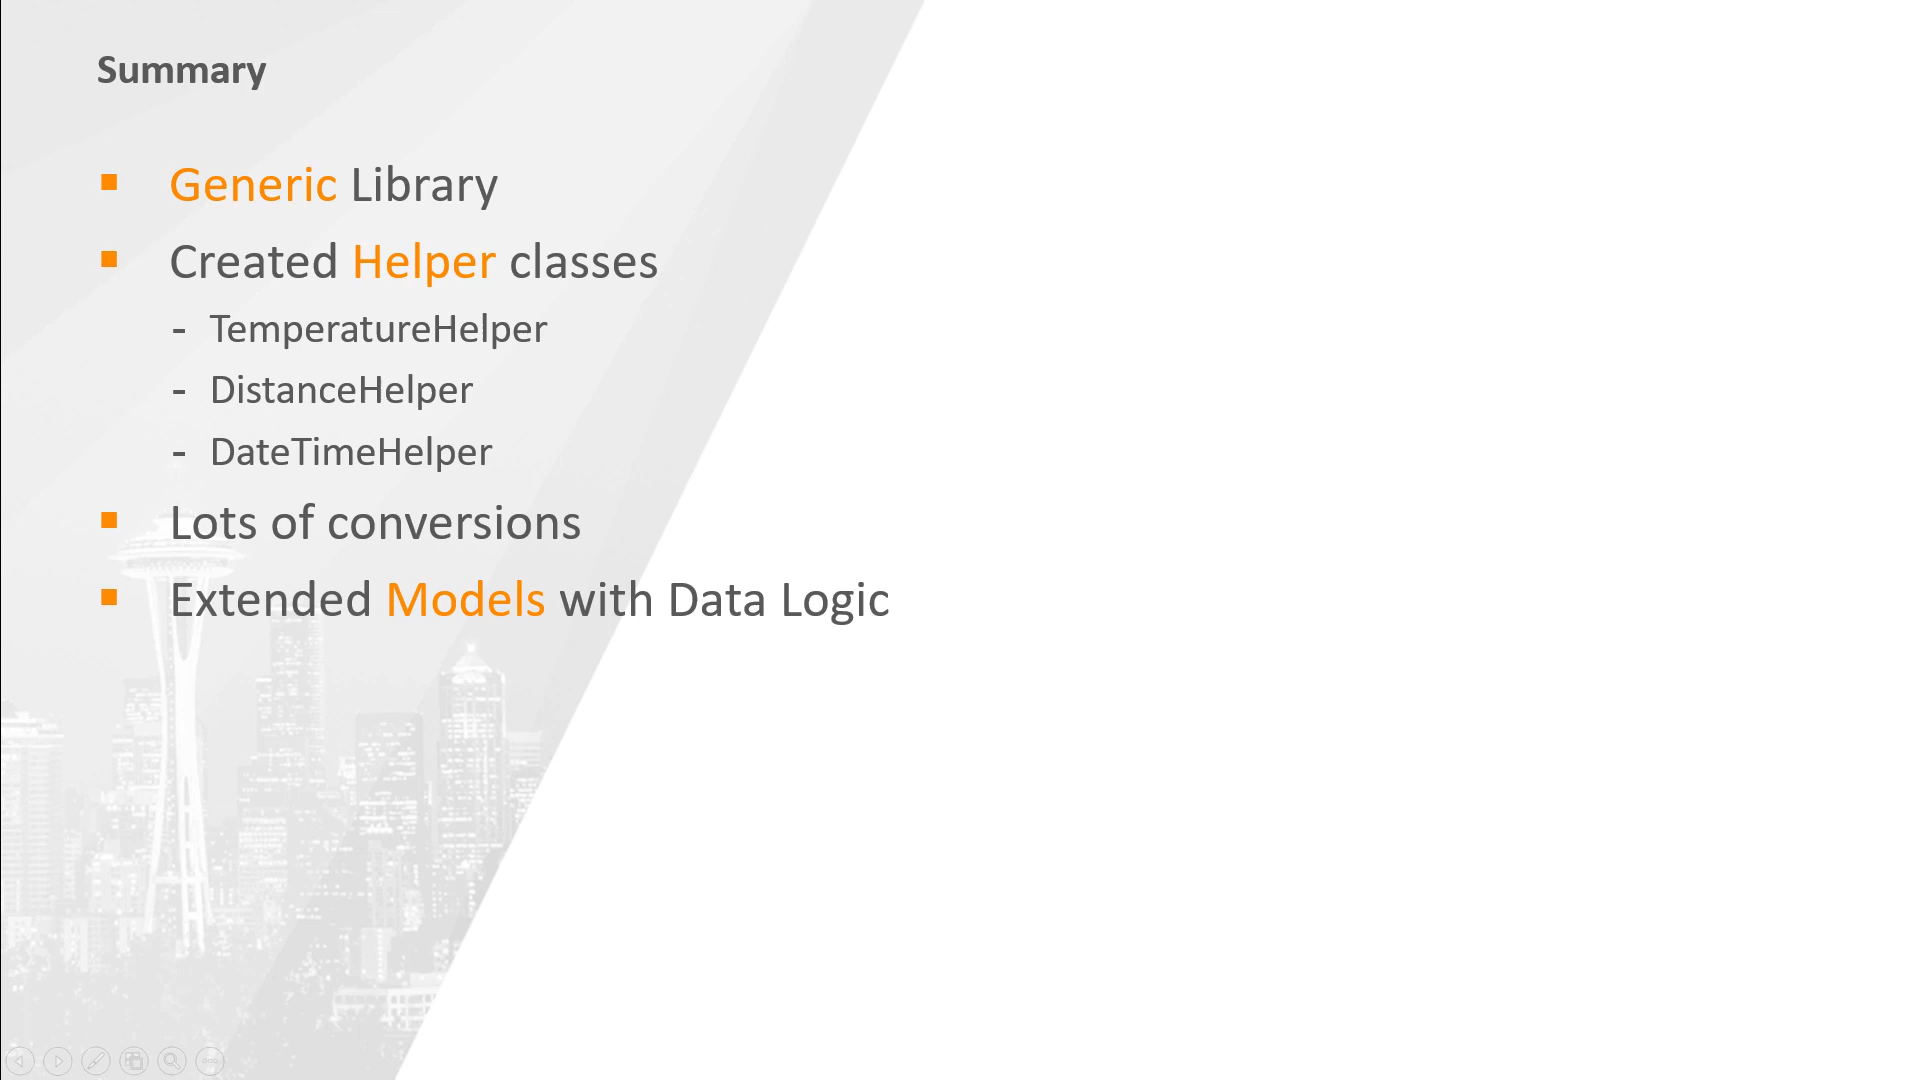 Summary
▪ Generic Library
▪ Created Helper classes
- TemperatureHelper
- DistanceHelper
- DateTimeHelper
▪ Lots of conversions
▪ Extended Models with Data Logic